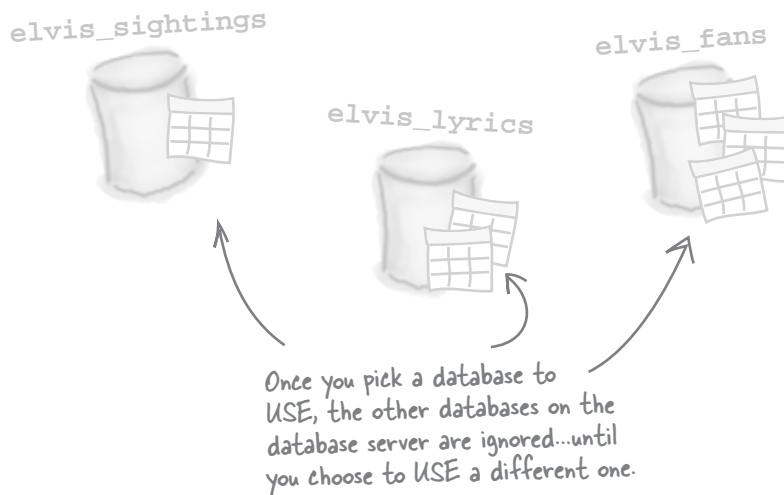 elvis_sightings
elvis_fans
elvis_lyrics
Once you pick a database to
USE, the other databases on the
database server are ignored...until
you choose to USE a different one.